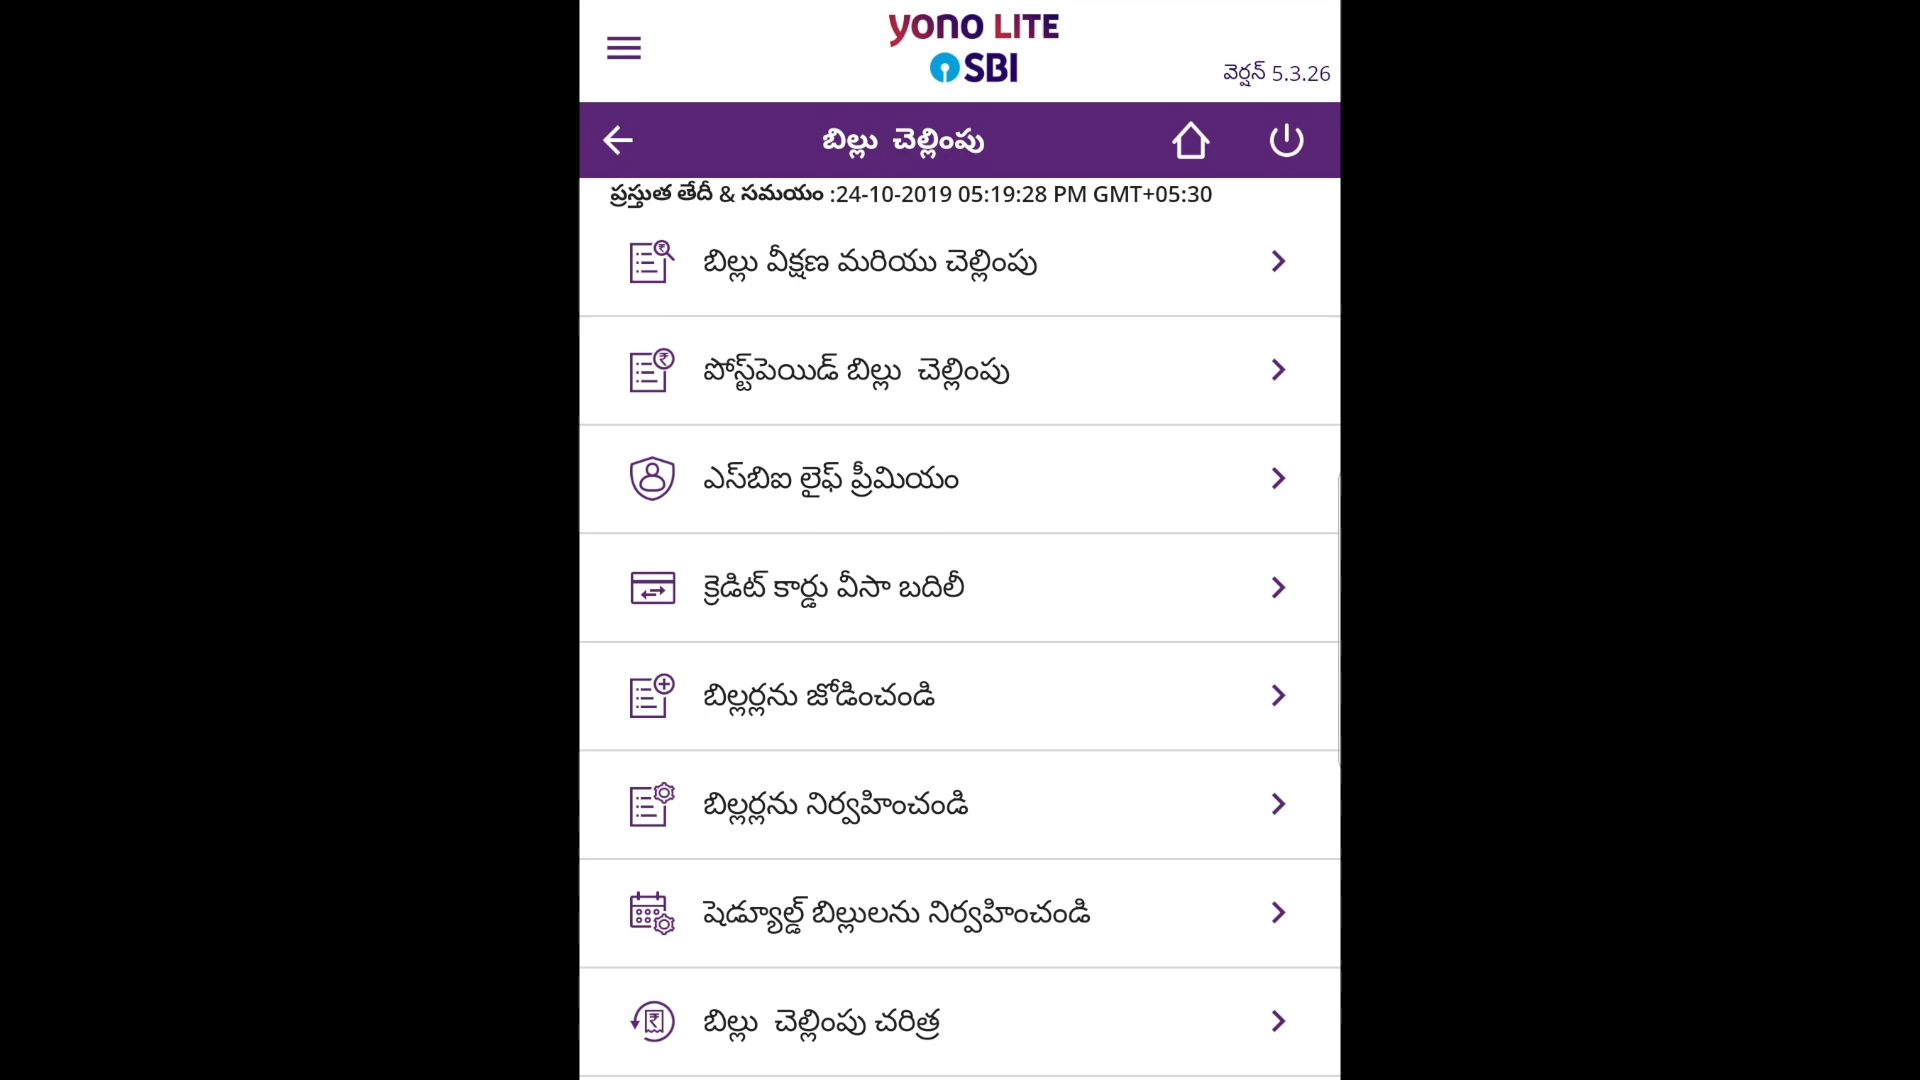 yono LITE
SBI
వెర్షన్ 5.3.26
బిల్లు చెల్లింపు
ప్రస్తుత తేదీ & సమయం :24-10-2019 05:19:28 PM GMT+05:30
బిల్లు వీక్షణ మరియు చెల్లింపు
పోస్ట్‌పెయిడ్ బిల్లు చెల్లింపు
ఎస్‌బిఐ లైఫ్ ప్రీమియం
క్రెడిట్ కార్డు వీసా బదిలీ
బిల్లర్లను జోడించండి
బిల్లర్లను నిర్వహించండి
షెడ్యూల్డ్ బిల్లులను నిర్వహించండి
బిల్లు చెల్లింపు చరిత్ర